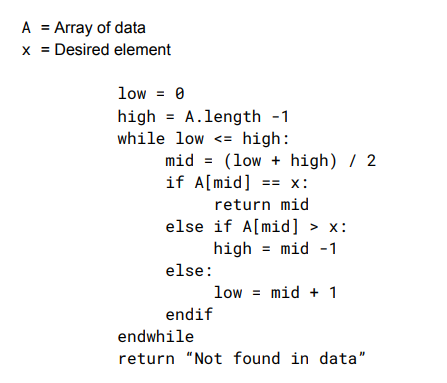 A = Array of data
x = Desired element
low = 0
high = A.length -1
while low <= high:
mid = (low + high) / 2
if A[mid] == x:
return mid
else if A[mid] > x:
high = mid -1
else:
low = mid + 1
endif
endwhile
return “Not found in data”